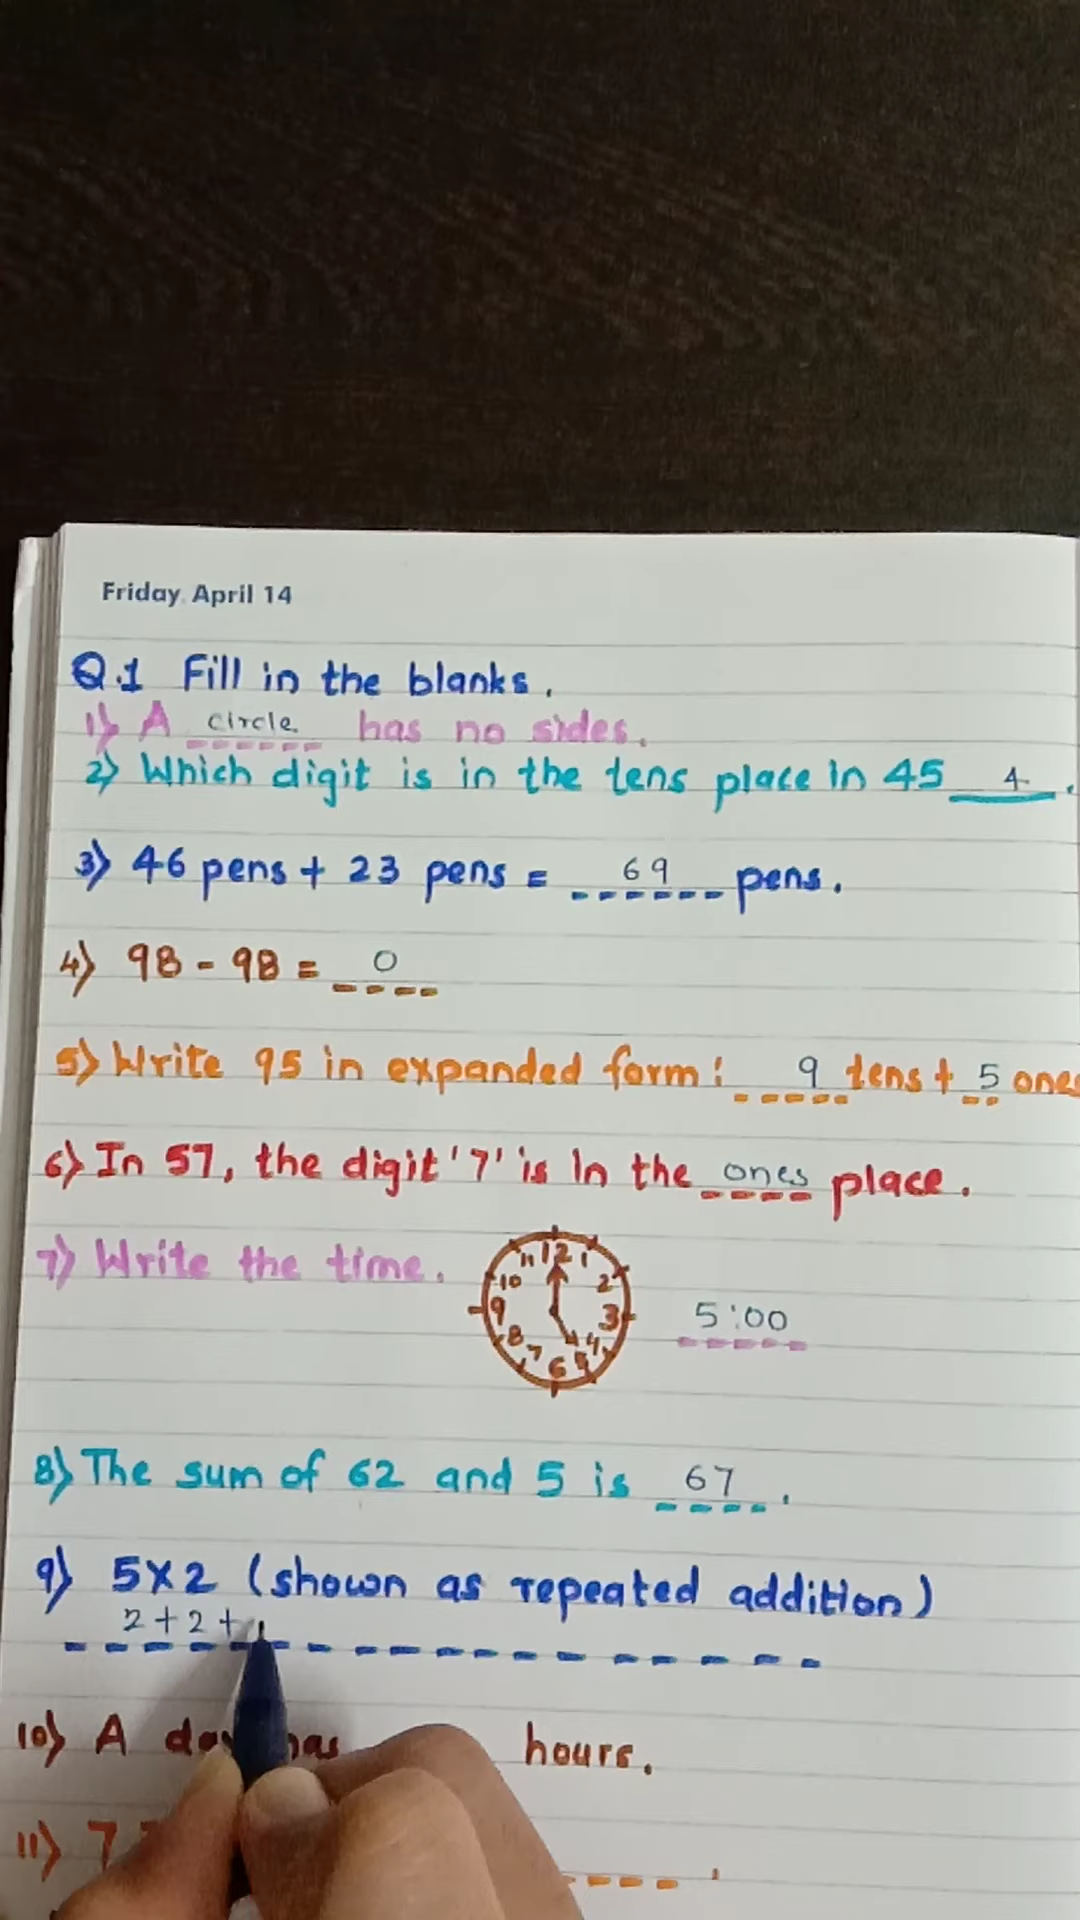 Friday, April 14
Q.1 Fill in the blanks.
1) A circle has no sides.
2) Which digit is in the tens place in 45 4.
3) 46 pens + 23 pens = 69 pens.
4) 98 - 98 = 0
5) Write 95 in expanded form: 9 tens + 5 ones
6) In 57, the digit '7' is in the ones place.
7) Write the time.
11 12 1
10 2
9 3
8 4
7 6 5
5:00
8) The sum of 62 and 5 is 67.
9) 5×2 (shown as repeated addition)
2+2+
10) A hours.
11) 7